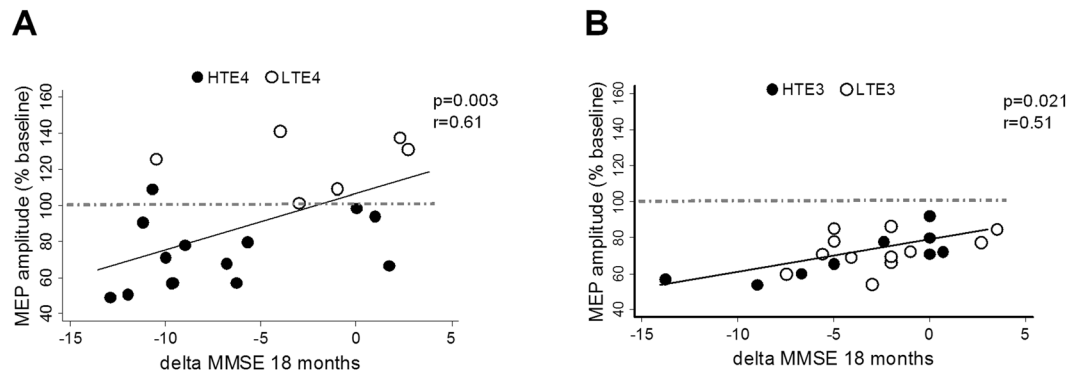 A
HTE4 LTE4
p=0.003
r=0.61
MEP amplitude (% baseline)
160
140
120
100
80
60
40
-15 -10 -5 0 5
delta MMSE 18 months
B
HTE3 LTE3
p=0.021
r=0.51
MEP amplitude (% baseline)
160
140
120
100
80
60
40
-15 -10 -5 0 5
delta MMSE 18 months